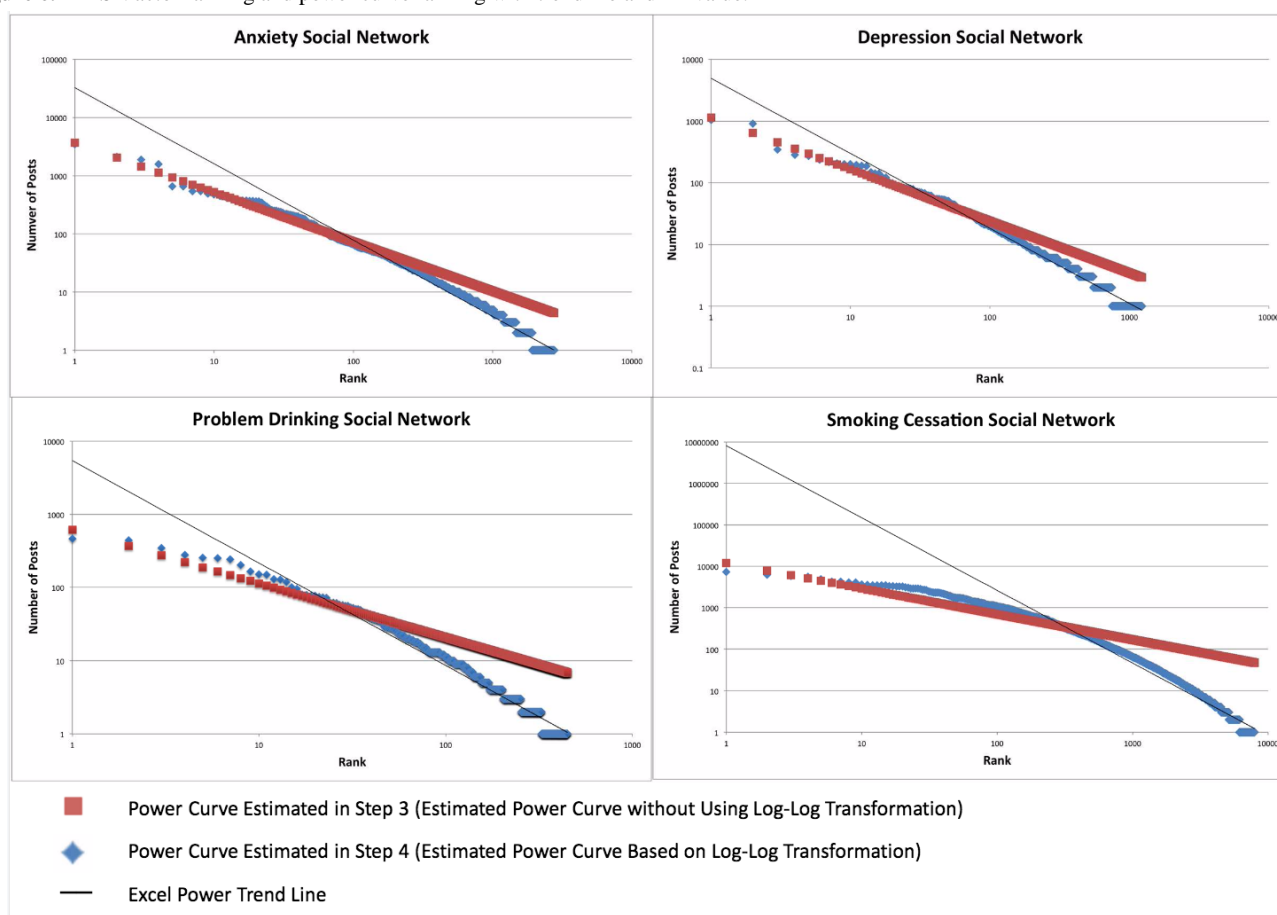 Anxiety Social Network
100000
10000
1000
100
10
1
1 10 100 1000 10000
Numver of Posts
Rank
Depression Social Network
10000
1000
100
10
1
0.1
1 10 100 1000 10000
Number of Posts
Rank
Problem Drinking Social Network
10000
1000
100
10
1
1 10 100 1000
Number of Posts
Rank
Smoking Cessation Social Network
10000000
1000000
100000
10000
1000
100
10
1
1 10 100 1000 10000
Number of Posts
Rank
Power Curve Estimated in Step 3 (Estimated Power Curve without Using Log-Log Transformation)
Power Curve Estimated in Step 4 (Estimated Power Curve Based on Log-Log Transformation)
Excel Power Trend Line